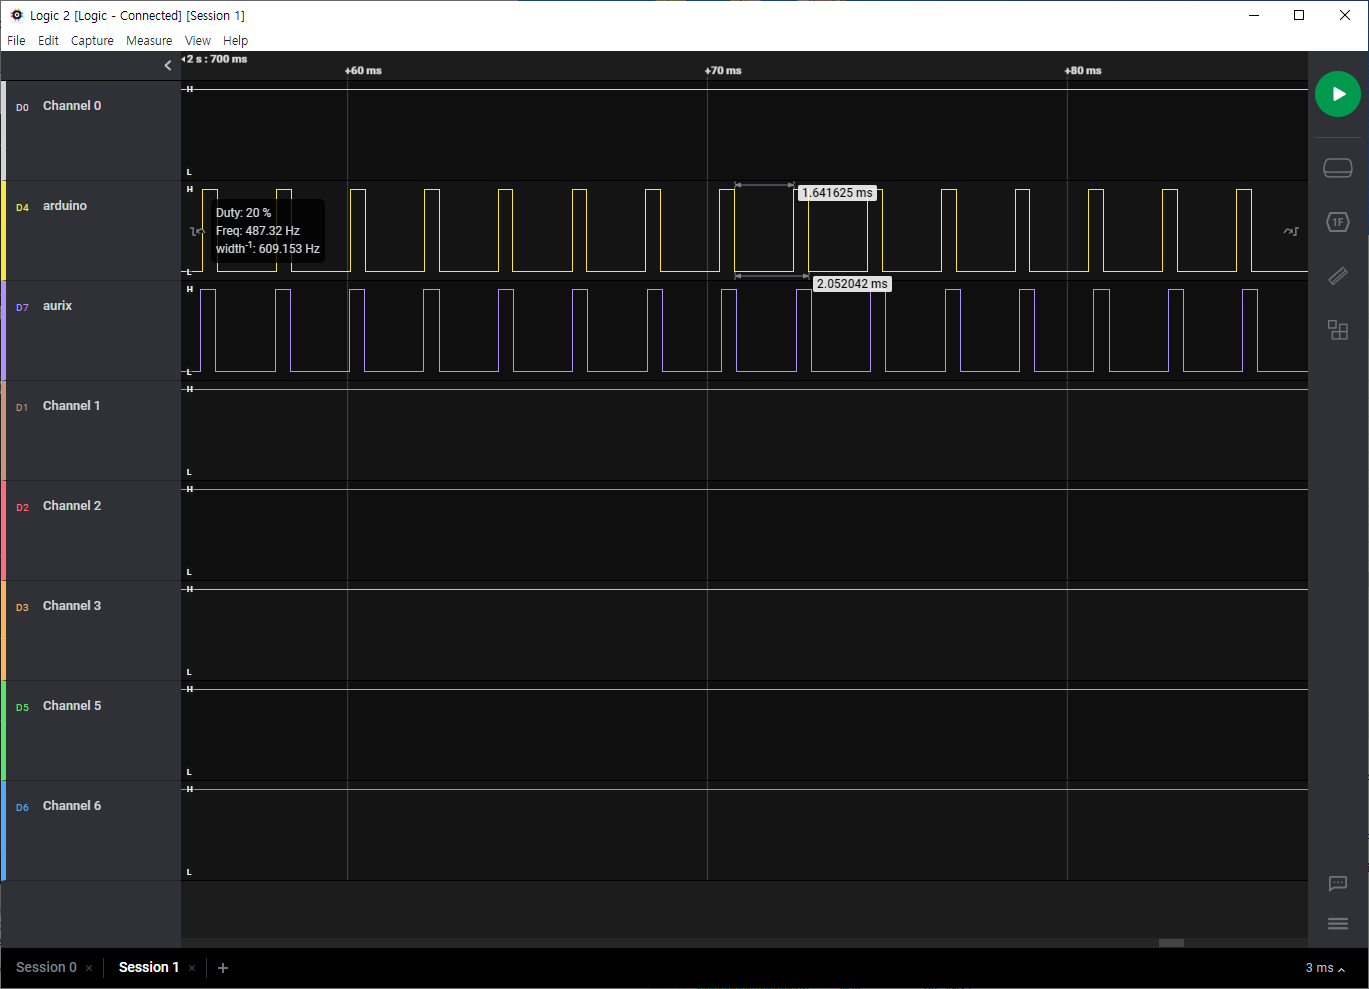 Logic 2 [Logic - Connected] [Session 1]
File Edit Capture Measure View Help
2 s : 700 ms
+60 ms +70 ms +80 ms
D0 Channel 0
H
L
D4 arduino
H
L
Duty: 20 %
Freq: 487.32 Hz
width-1: 609.153 Hz
1.641625 ms
2.052042 ms
D7 aurix
H
L
D1 Channel 1
H
L
D2 Channel 2
H
L
D3 Channel 3
H
L
D5 Channel 5
H
L
D6 Channel 6
H
L
1F
Session 0 × Session 1 × +
3 ms